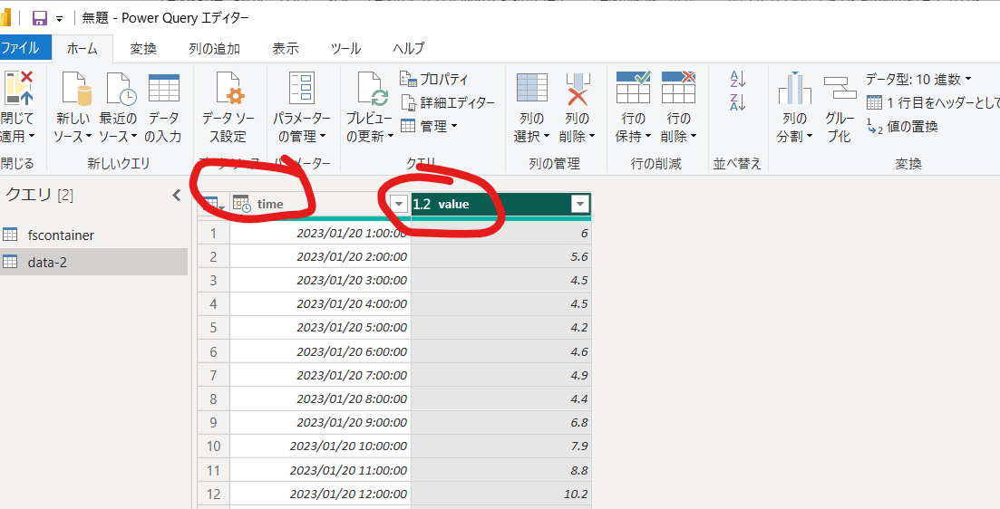 無題 - Power Query エディター
ファイル ホーム 変換 列の追加 表示 ツール ヘルプ
閉じて
適用
閉じる
新しい
ソース
最近の
ソース
データ
の入力
新しいクエリ
データ ソー
ス設定
データ ソース
パラメーター
の管理
パラメーター
プレビュー
の更新
プロパティ
詳細エディター
管理
クエリ
列の
選択
列の
削除
列の管理
行の
保持
行の
削除
行の削減
並べ替え
列の
分割
グルー
プ化
データ型: 10 進数
1 行目をヘッダーとして
値の置換
変換
クエリ [2]
fscontainer
data-2
time 1.2 value
1 2023/01/20 1:00:00 6
2 2023/01/20 2:00:00 5.6
3 2023/01/20 3:00:00 4.5
4 2023/01/20 4:00:00 4.5
5 2023/01/20 5:00:00 4.2
6 2023/01/20 6:00:00 4.6
7 2023/01/20 7:00:00 4.9
8 2023/01/20 8:00:00 4.4
9 2023/01/20 9:00:00 6.8
10 2023/01/20 10:00:00 7.9
11 2023/01/20 11:00:00 8.8
12 2023/01/20 12:00:00 10.2